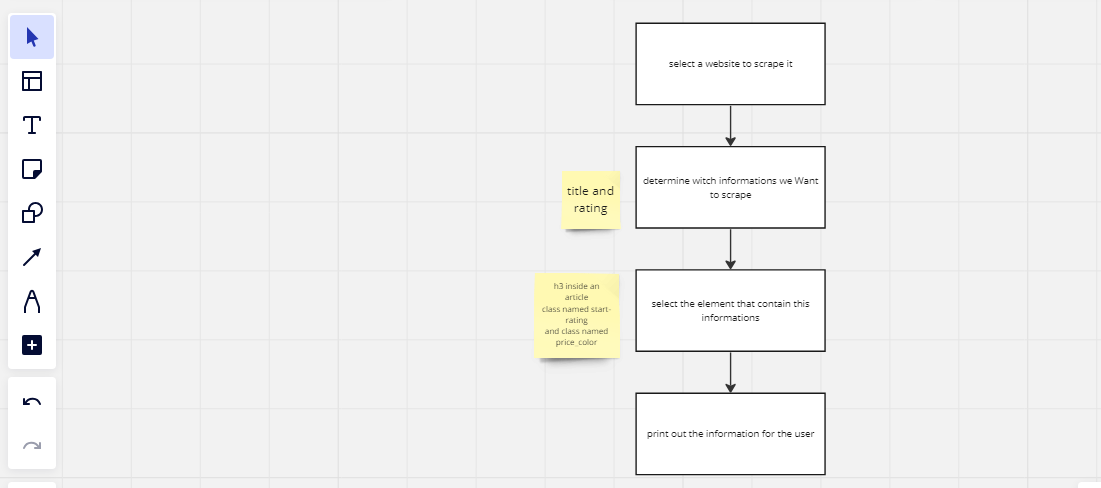 select a website to scrape it
determine witch informations we Want
to scrape
title and
rating
select the element that contain this
informations
h3 inside an
article
class named start-
rating
and class named
price_color
print out the information for the user